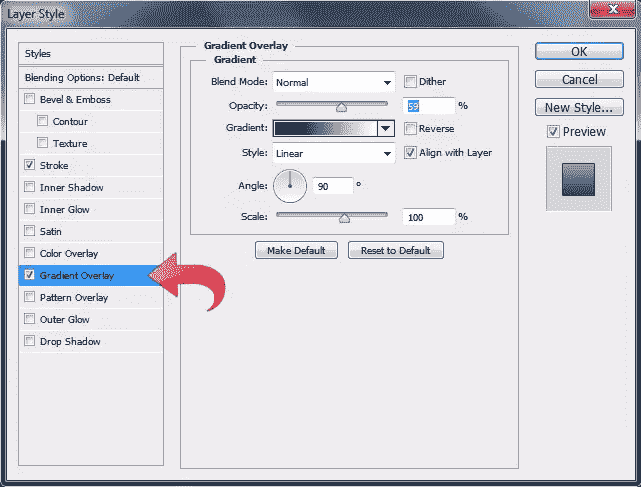 Layer Style
Styles
Blending Options: Default
Bevel & Emboss
Contour
Texture
Stroke
Inner Shadow
Inner Glow
Satin
Color Overlay
Gradient Overlay
Pattern Overlay
Outer Glow
Drop Shadow
Gradient Overlay
Gradient
Blend Mode: Normal Dither
Opacity: 59 %
Gradient: Reverse
Style: Linear Align with Layer
Angle: 90 °
Scale: 100 %
Make Default Reset to Default
OK
Cancel
New Style...
Preview